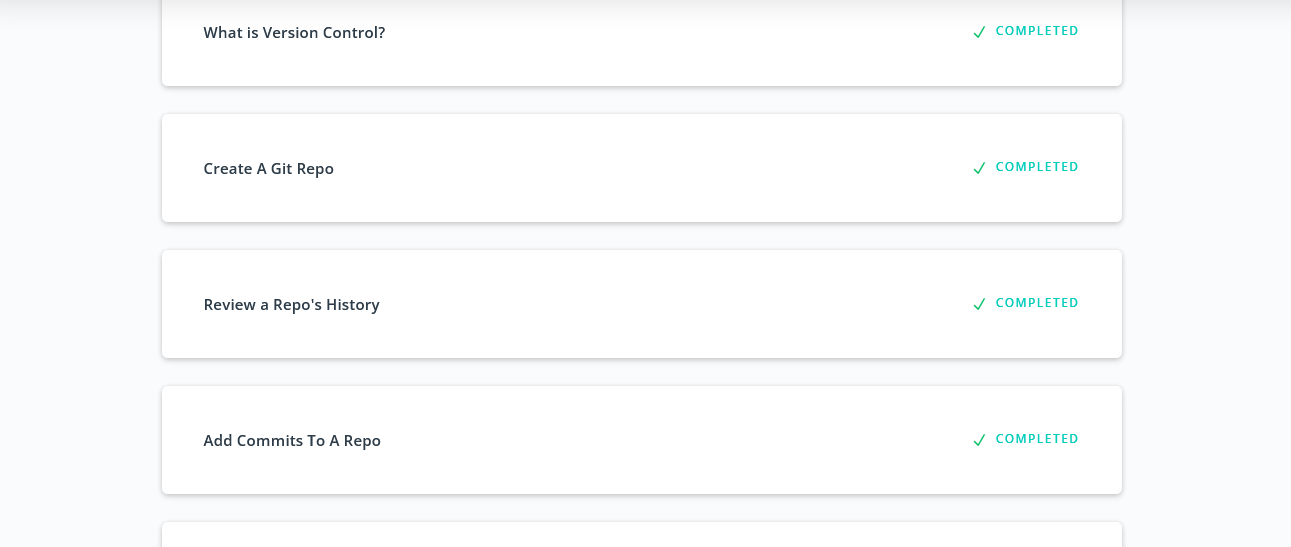 What is Version Control?
COMPLETED
Create A Git Repo
COMPLETED
Review a Repo's History
COMPLETED
Add Commits To A Repo
COMPLETED